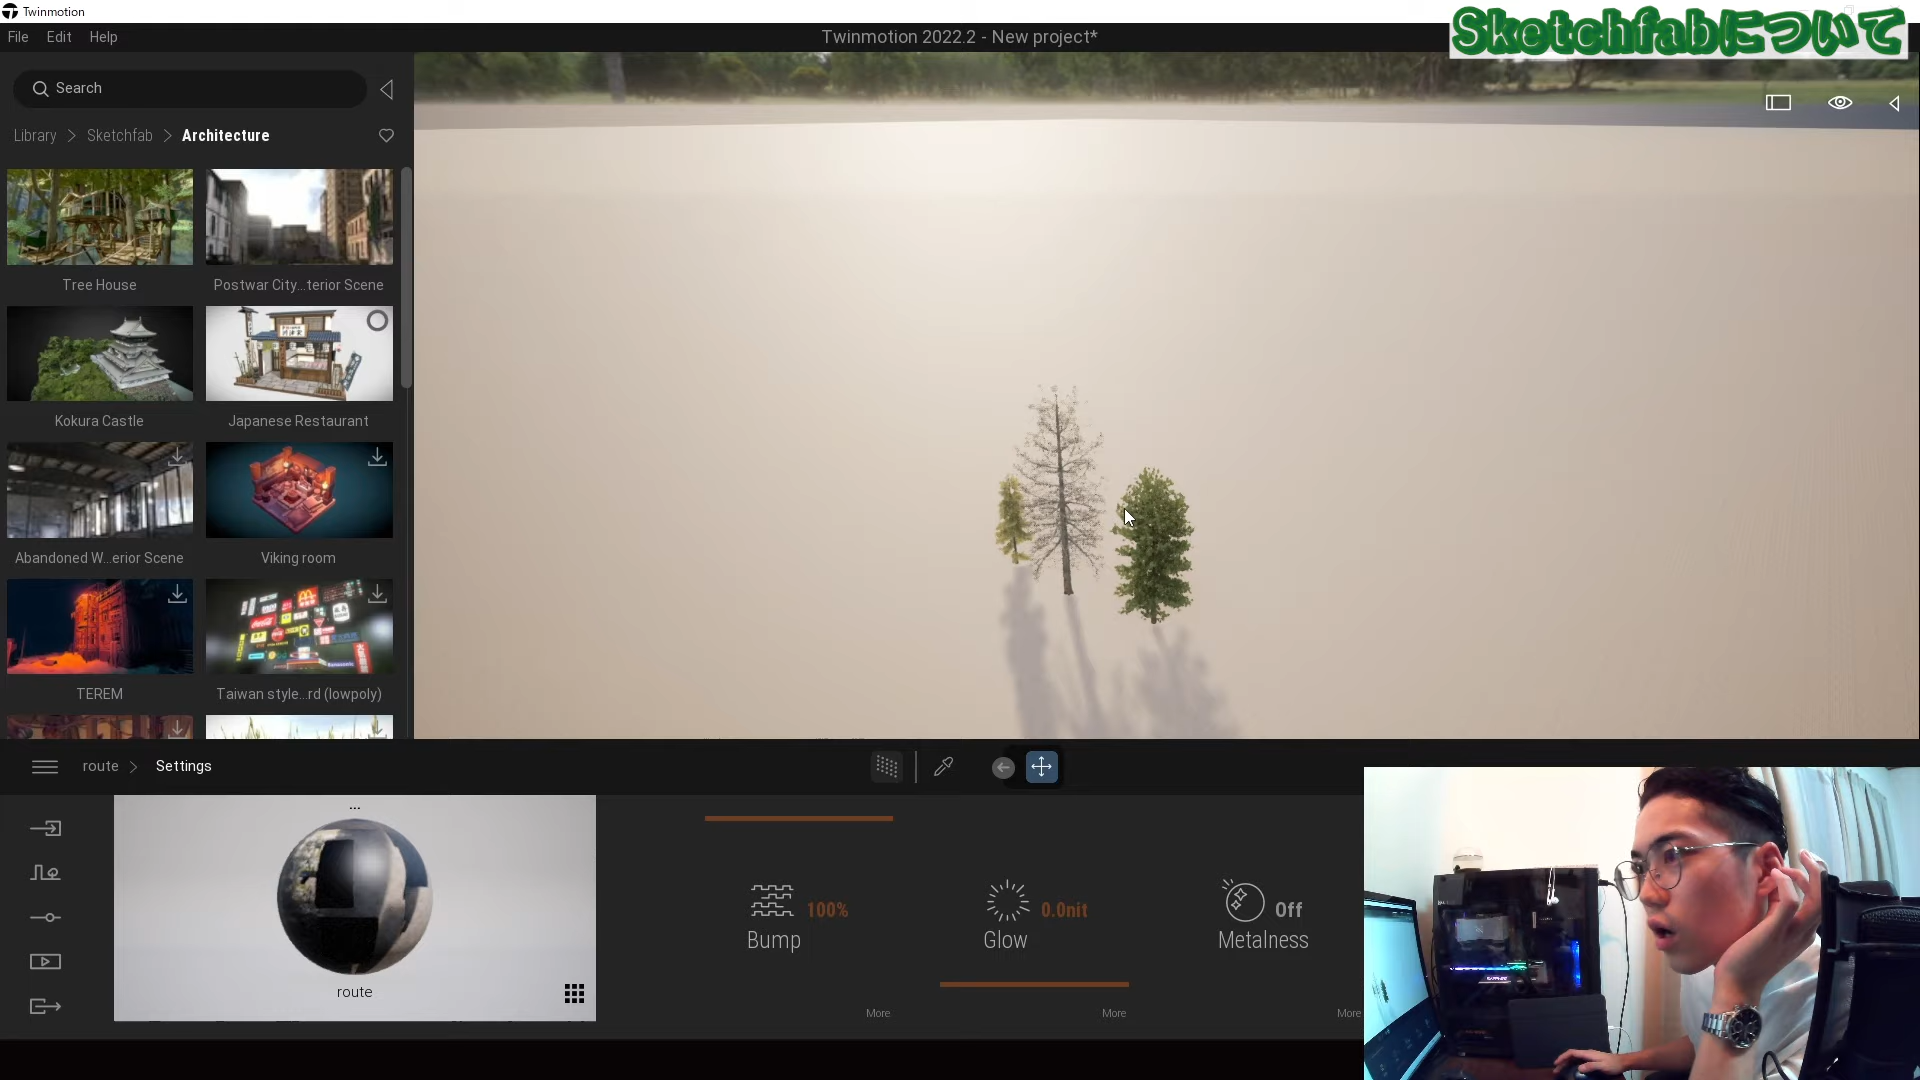 Twinmotion
File Edit Help
Twinmotion 2022.2 - New project*
Sketchfabについて
Search
Library Sketchfab Architecture
Tree House
Postwar City...terior Scene
Kokura Castle
Japanese Restaurant
Abandoned W...erior Scene
Viking room
TEREM
Taiwan style...rd (lowpoly)
route Settings
...
route
100%
Bump
More
0.0nit
Glow
More
Off
Metalness
More